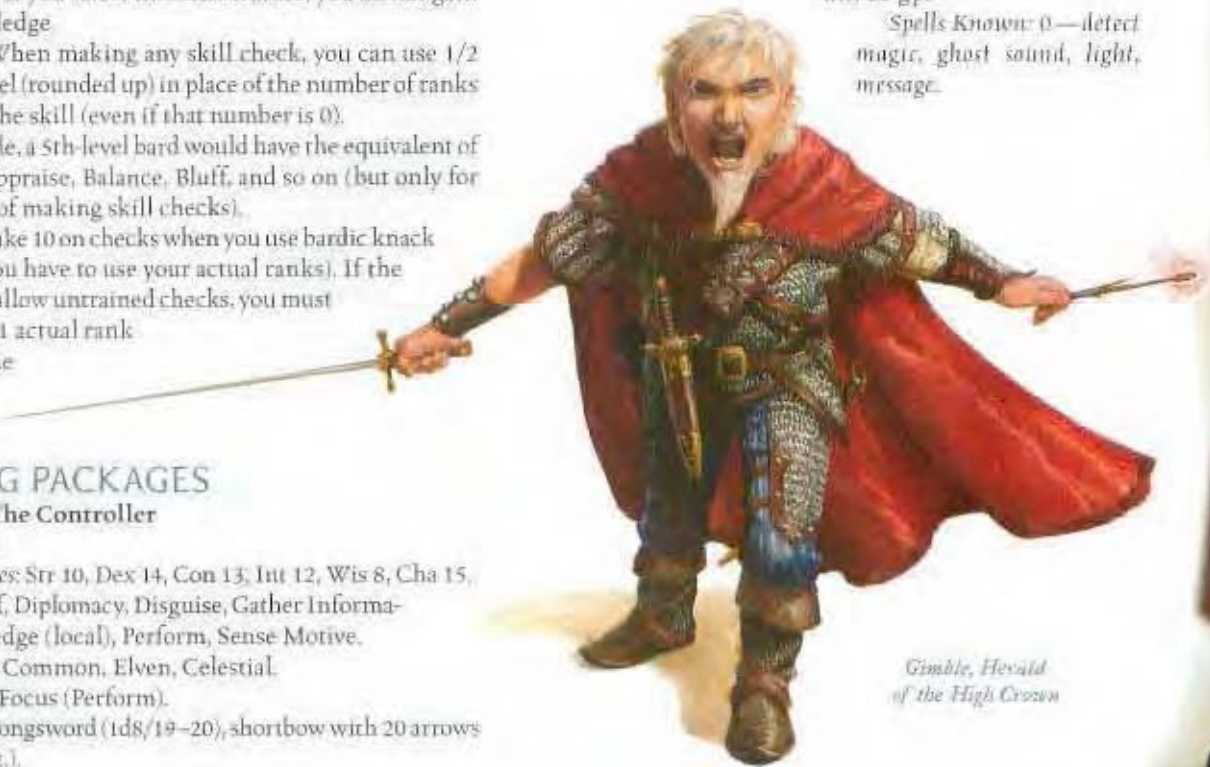 ledge
When making any skill check, you can use 1/2
el (rounded up) in place of the number of ranks
he skill (even if that number is 0).
le, a 5th-level bard would have the equivalent of
ppraise, Balance, Bluff, and so on (but only for
of making skill checks).
ke 10 on checks when you use bardic knack
ou have to use your actual ranks). If the
allow untrained checks, you must
1 actual rank
G PACKAGES
The Controller
es: Str 10, Dex 14, Con 13, Int 12, Wis 8, Cha 15.
f, Diplomacy, Disguise, Gather Informa-
edge (local), Perform, Sense Motive.
Common, Elven, Celestial.
Focus (Perform).
ongsword (1d8/19–20), shortbow with 20 arrows
Spells Known: 0—detect
magic, ghost sound, light,
message.
Gimble, Herald
of the High Crown